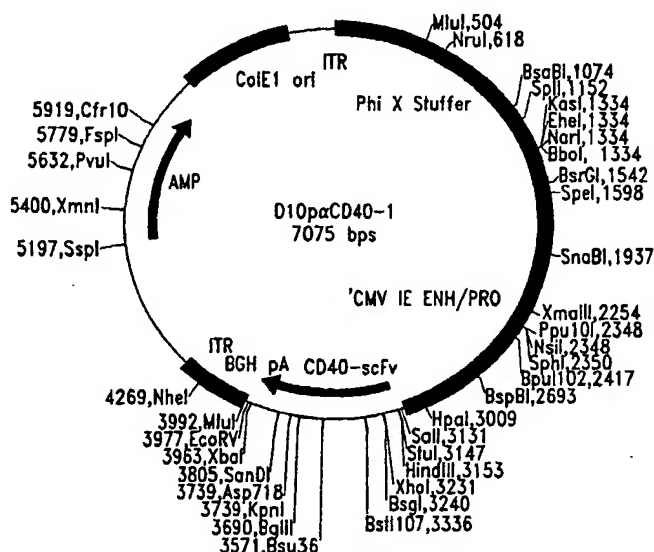 MluI,504
NruI,618
ITR
ColE1 ori
Phi X Stuffer
BsaBI,1074
SplI,1152
KasI,1334
EheI,1334
NarI,1334
BboI, 1334
BsrGI,1542
SpeI,1598
5919,Cfr10
5779,FspI
5632,PvuI
AMP
5400,XmnI
5197,SspI
D10pαCD40-1
7075 bps
SnaBI,1937
'CMV IE ENH/PRO
XmaIII,2254
Ppu10I,2348
NsiI,2348
SphI,2350
Bpu1102,2417
BspBI,2693
ITR
BGH pA
CD40-scFv
4269,NheI
HpaI,3009
SalI,3131
StuI,3147
HindIII,3153
XhoI,3231
BsgI,3240
Bst1107,3336
3992,MluI
3977,EcoRV
3963,XbaI
3805,SanDI
3739,Asp718
3739,KpnI
3690,BglII
3571,Bsu36